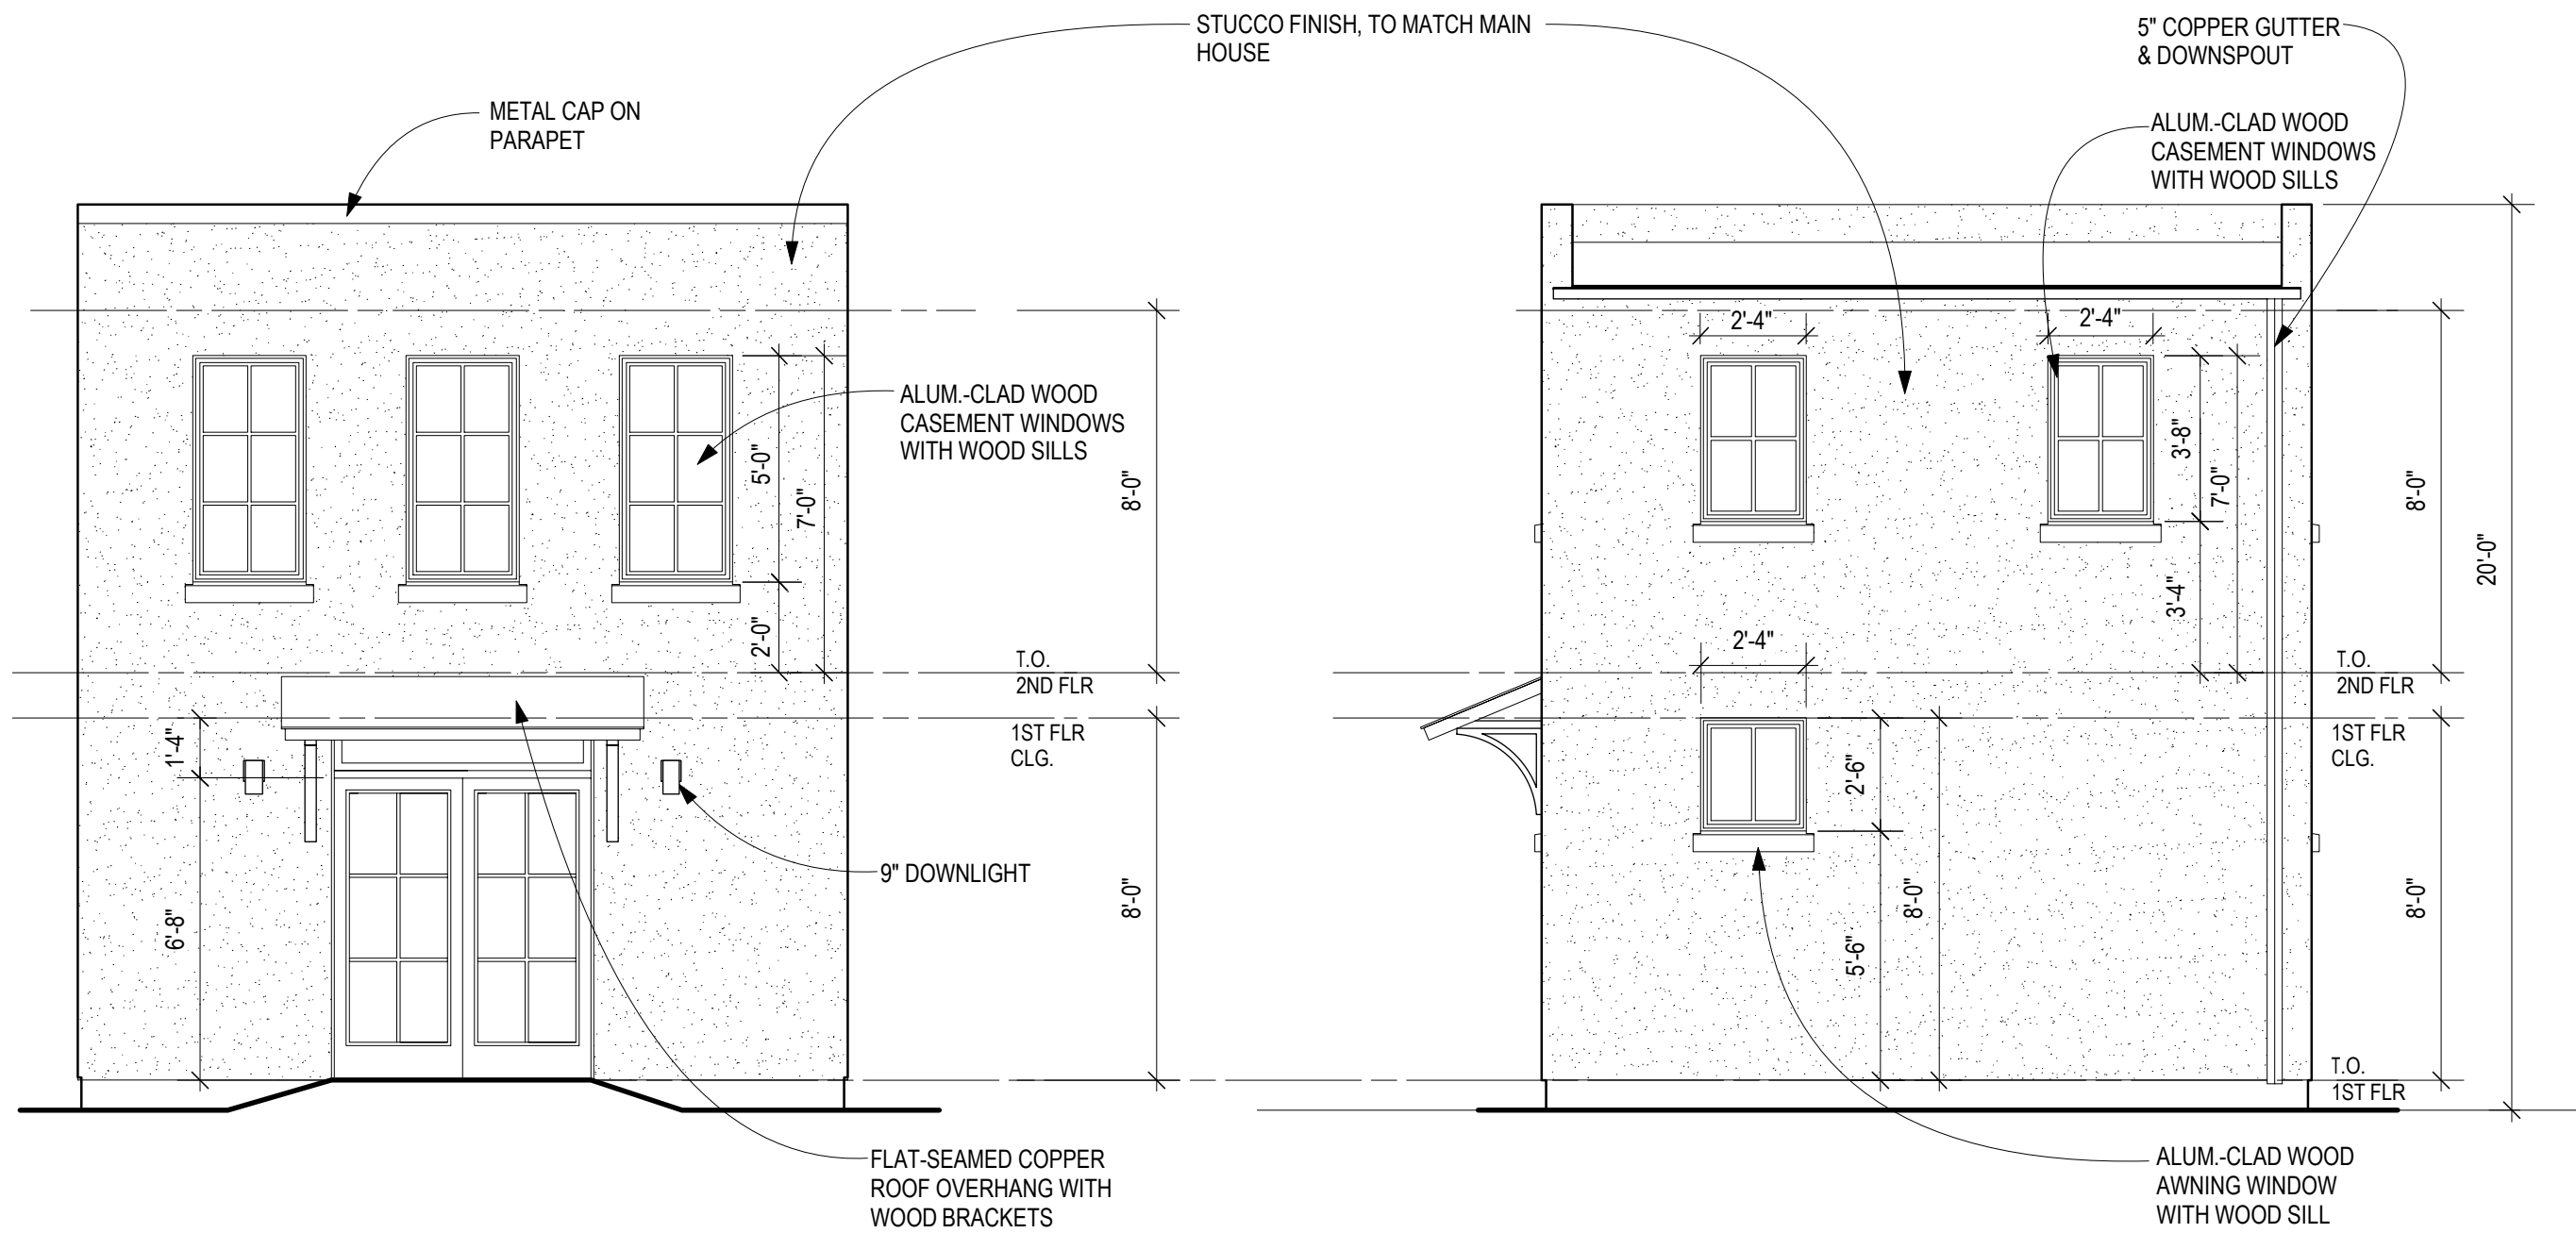 STUCCO FINISH, TO MATCH MAIN
HOUSE
5" COPPER GUTTER
& DOWNSPOUT
METAL CAP ON
PARAPET
ALUM.-CLAD WOOD
CASEMENT WINDOWS
WITH WOOD SILLS
ALUM.-CLAD WOOD
CASEMENT WINDOWS
WITH WOOD SILLS
5'-0"
7'-0"
2'-0"
8'-0"
T.O.
2ND FLR
1ST FLR
CLG.
1'-4"
6'-8"
9" DOWNLIGHT
8'-0"
FLAT-SEAMED COPPER
ROOF OVERHANG WITH
WOOD BRACKETS
2'-4"
2'-4"
3'-8"
7'-0"
3'-4"
8'-0"
20'-0"
2'-4"
T.O.
2ND FLR
1ST FLR
CLG.
2'-6"
8'-0"
5'-6"
8'-0"
T.O.
1ST FLR
ALUM.-CLAD WOOD
AWNING WINDOW
WITH WOOD SILL